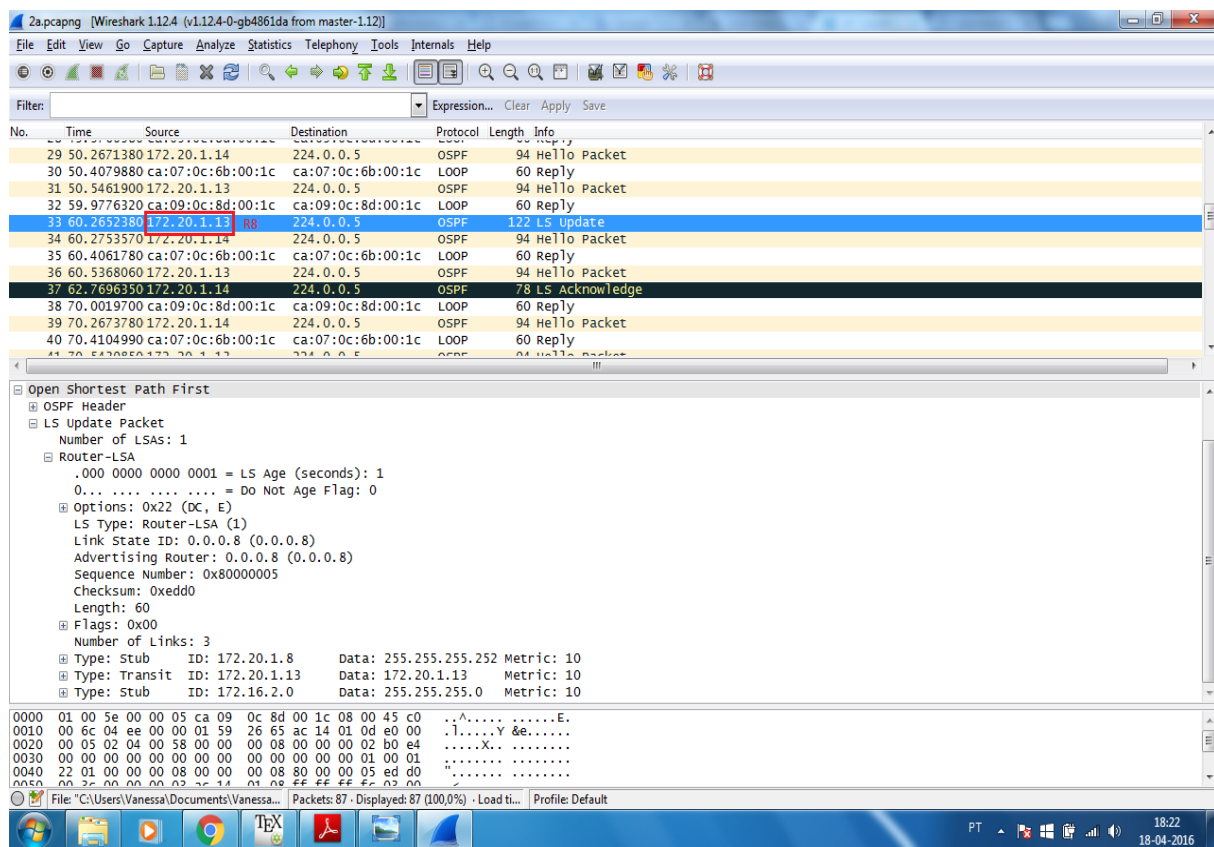 2a.pcapng [Wireshark 1.12.4 (v1.12.4-0-gb4861da from master-1.12)]
File Edit View Go Capture Analyze Statistics Telephony Tools Internals Help
Filter: Expression... Clear Apply Save
No. Time Source Destination Protocol Length Info
29 50.2671380 172.20.1.14 224.0.0.5 OSPF 94 Hello Packet
30 50.4079880 ca:07:0c:6b:00:1c ca:07:0c:6b:00:1c LOOP 60 Reply
31 50.5461900 172.20.1.13 224.0.0.5 OSPF 94 Hello Packet
32 59.9776320 ca:09:0c:8d:00:1c ca:09:0c:8d:00:1c LOOP 60 Reply
33 60.2652380 172.20.1.13 R8 224.0.0.5 OSPF 122 LS Update
34 60.2753570 172.20.1.14 224.0.0.5 OSPF 94 Hello Packet
35 60.4061780 ca:07:0c:6b:00:1c ca:07:0c:6b:00:1c LOOP 60 Reply
36 60.5368060 172.20.1.13 224.0.0.5 OSPF 94 Hello Packet
37 62.7696350 172.20.1.14 224.0.0.5 OSPF 78 LS Acknowledge
38 70.0019700 ca:09:0c:8d:00:1c ca:09:0c:8d:00:1c LOOP 60 Reply
39 70.2673780 172.20.1.14 224.0.0.5 OSPF 94 Hello Packet
40 70.4104990 ca:07:0c:6b:00:1c ca:07:0c:6b:00:1c LOOP 60 Reply
Open Shortest Path First
OSPF Header
LS Update Packet
Number of LSAs: 1
Router-LSA
.000 0000 0000 0001 = LS Age (seconds): 1
0... .... .... .... = Do Not Age Flag: 0
Options: 0x22 (DC, E)
LS Type: Router-LSA (1)
Link State ID: 0.0.0.8 (0.0.0.8)
Advertising Router: 0.0.0.8 (0.0.0.8)
Sequence Number: 0x80000005
Checksum: 0xedd0
Length: 60
Flags: 0x00
Number of Links: 3
Type: Stub ID: 172.20.1.8 Data: 255.255.255.252 Metric: 10
Type: Transit ID: 172.20.1.13 Data: 172.20.1.13 Metric: 10
Type: Stub ID: 172.16.2.0 Data: 255.255.255.0 Metric: 10
0000 01 00 5e 00 00 05 ca 09 0c 8d 00 1c 08 00 45 c0 ..^..... ......E.
0010 00 6c 04 ee 00 00 01 59 26 65 ac 14 01 0d e0 00 .l.....Y &e......
0020 00 05 02 04 00 58 00 00 00 08 00 00 00 02 b0 e4 .....X.. ........
0030 00 00 00 00 00 00 00 00 00 00 00 00 01 00 01 ........ ........
0040 22 01 00 00 00 08 00 00 00 08 80 00 00 05 ed d0 "....... ........
File: "C:\Users\Vanessa\Documents\Vanessa... Packets: 87 · Displayed: 87 (100,0%) · Load ti... Profile: Default
TEX
PT 18:22
18-04-2016